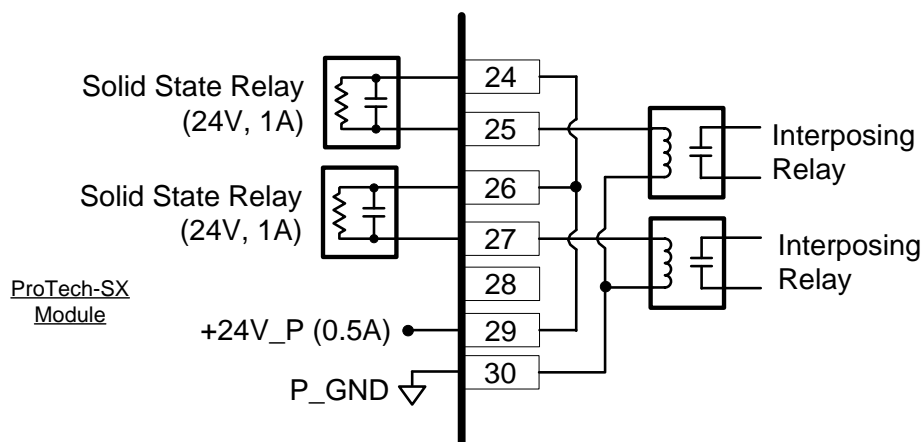 Solid State Relay
(24V, 1A)
24
25
Interposing
Relay
Solid State Relay
(24V, 1A)
26
27
Interposing
Relay
28
ProTech-SX
Module
+24V_P (0.5A)
29
30
P_GND